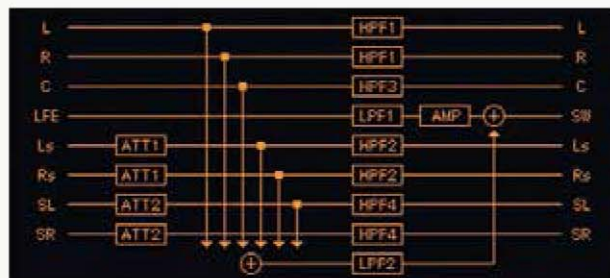 L HPF1 L
R HPF1 R
C HPF3 C
LFE LPF1 AMP SW
Ls ATT1 HPF2 Ls
Rs ATT1 HPF2 Rs
SL ATT2 HPF4 SL
SR ATT2 HPF4 SR
LPF2